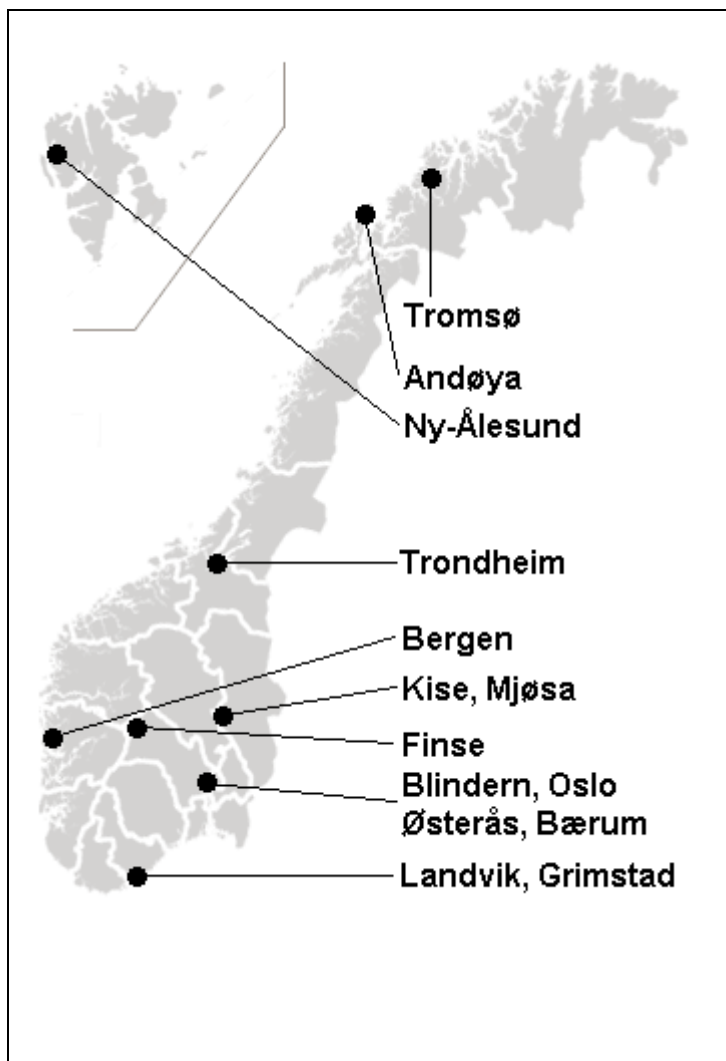 Tromsø
Andøya
Ny-Ålesund
Trondheim
Bergen
Kise, Mjøsa
Finse
Blindern, Oslo
Østerås, Bærum
Landvik, Grimstad